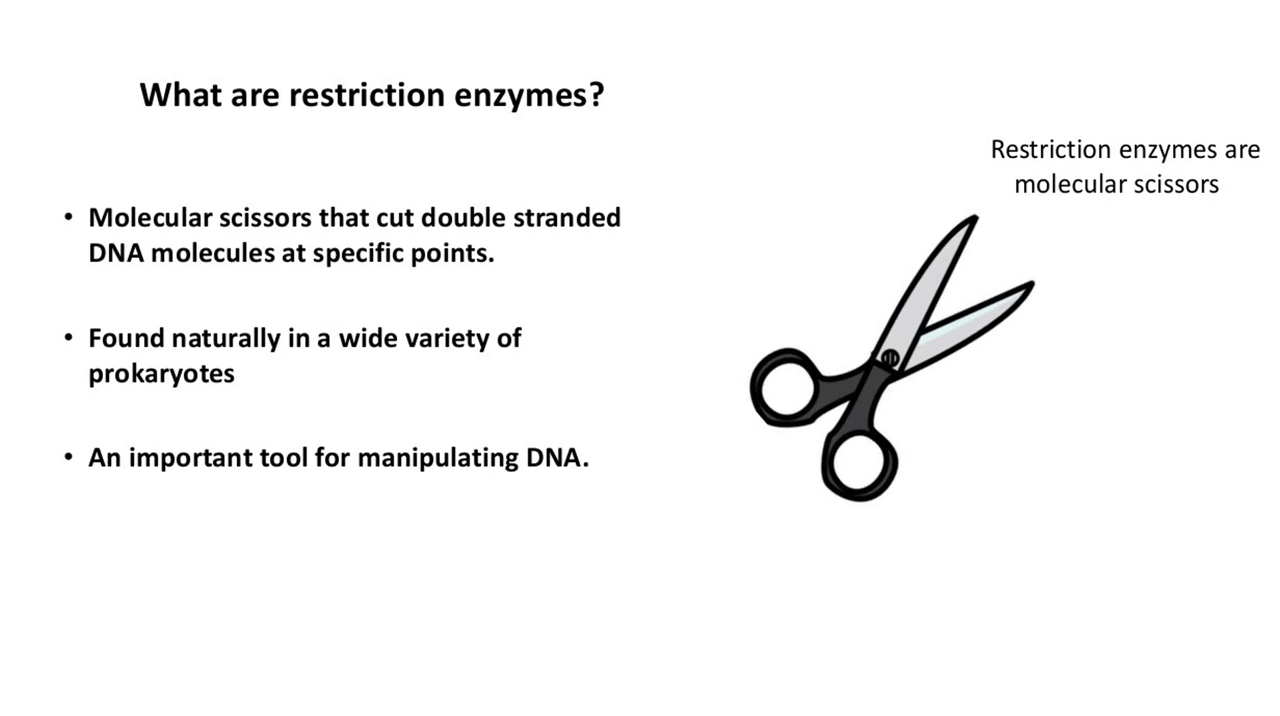 What are restriction enzymes?
Restriction enzymes are
molecular scissors
• Molecular scissors that cut double stranded
DNA molecules at specific points.
• Found naturally in a wide variety of
prokaryotes
• An important tool for manipulating DNA.